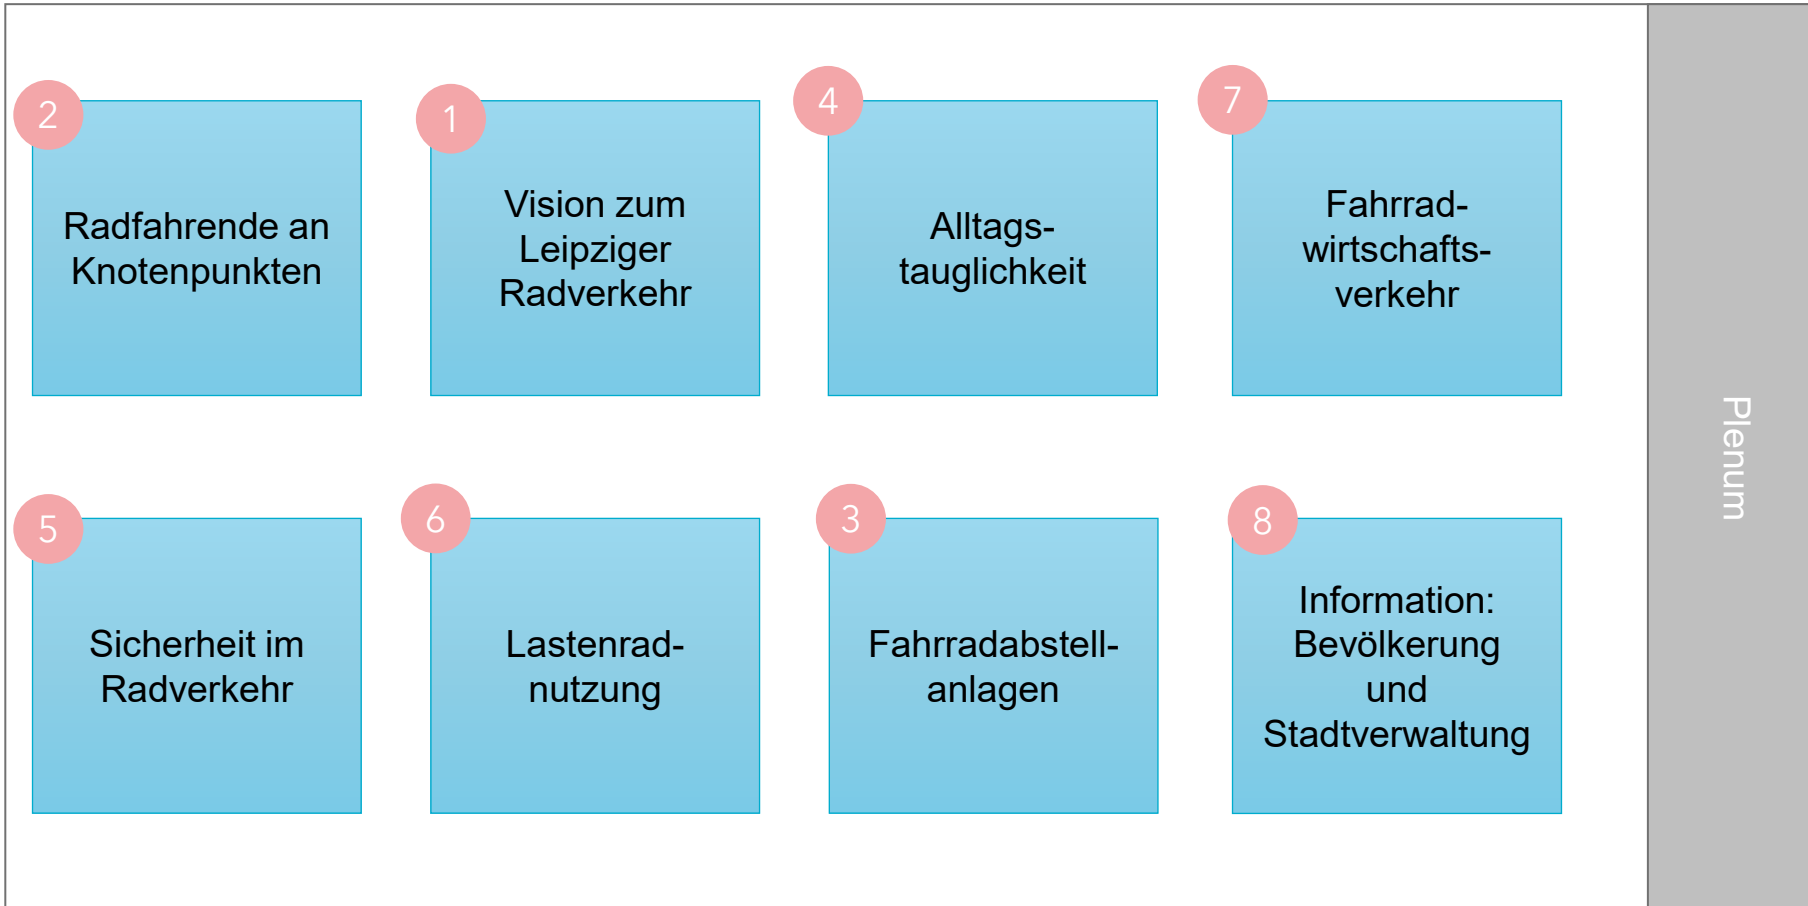 2
Radfahrende an
Knotenpunkten
1
Vision zum
Leipziger
Radverkehr
4
Alltags-
tauglichkeit
7
Fahrrad-
wirtschafts-
verkehr
5
Sicherheit im
Radverkehr
6
Lastenrad-
nutzung
3
Fahrradabstell-
anlagen
8
Information:
Bevölkerung
und
Stadtverwaltung
Plenum